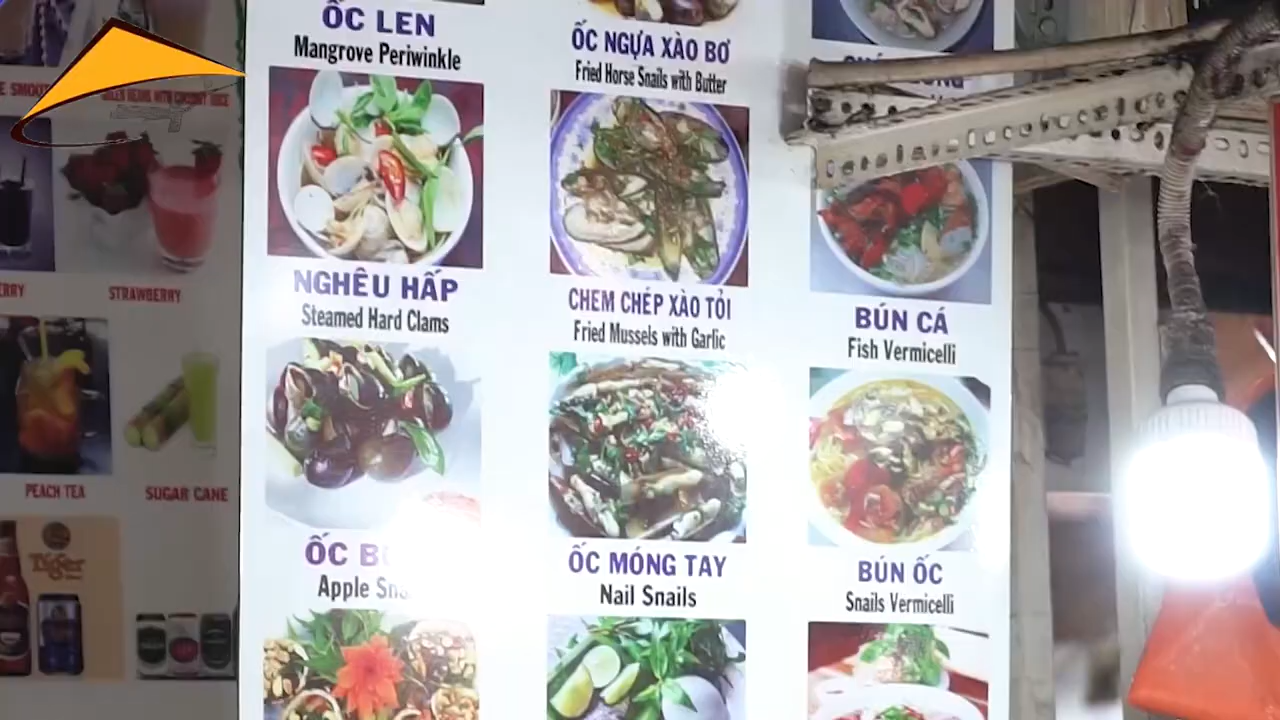 ỐC LEN
Mangrove Periwinkle
NGHÊU HẤP
Steamed Hard Clams
ỐC
Apple
ỐC NGỰA XÀO BƠ
Fried Horse Snails with Butter
CHEM CHÉP XÀO TỎI
Fried Mussels with Garlic
ỐC MÓNG TAY
Nail Snails
BÚN CÁ
Fish Vermicelli
BÚN ỐC
Snails Vermicelli
STRAWBERRY
PEACH TEA
SUGAR CANE
Tiger